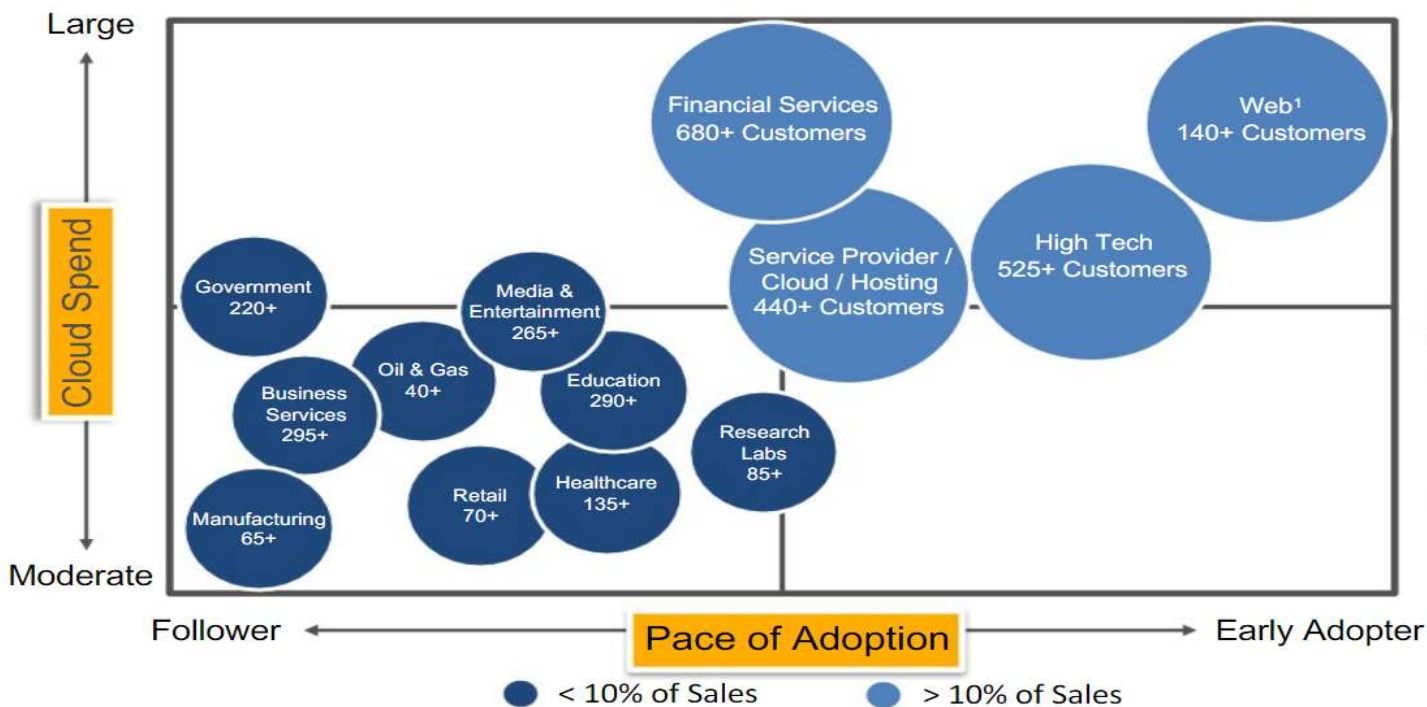 Large
Cloud Spend
Moderate
Financial Services
680+ Customers
Web¹
140+ Customers
High Tech
525+ Customers
Service Provider /
Cloud / Hosting
440+ Customers
Government
220+
Media &
Entertainment
265+
Oil & Gas
40+
Education
290+
Business
Services
295+
Research
Labs
85+
Retail
70+
Healthcare
135+
Manufacturing
65+
Follower
Pace of Adoption
Early Adopter
< 10% of Sales
> 10% of Sales